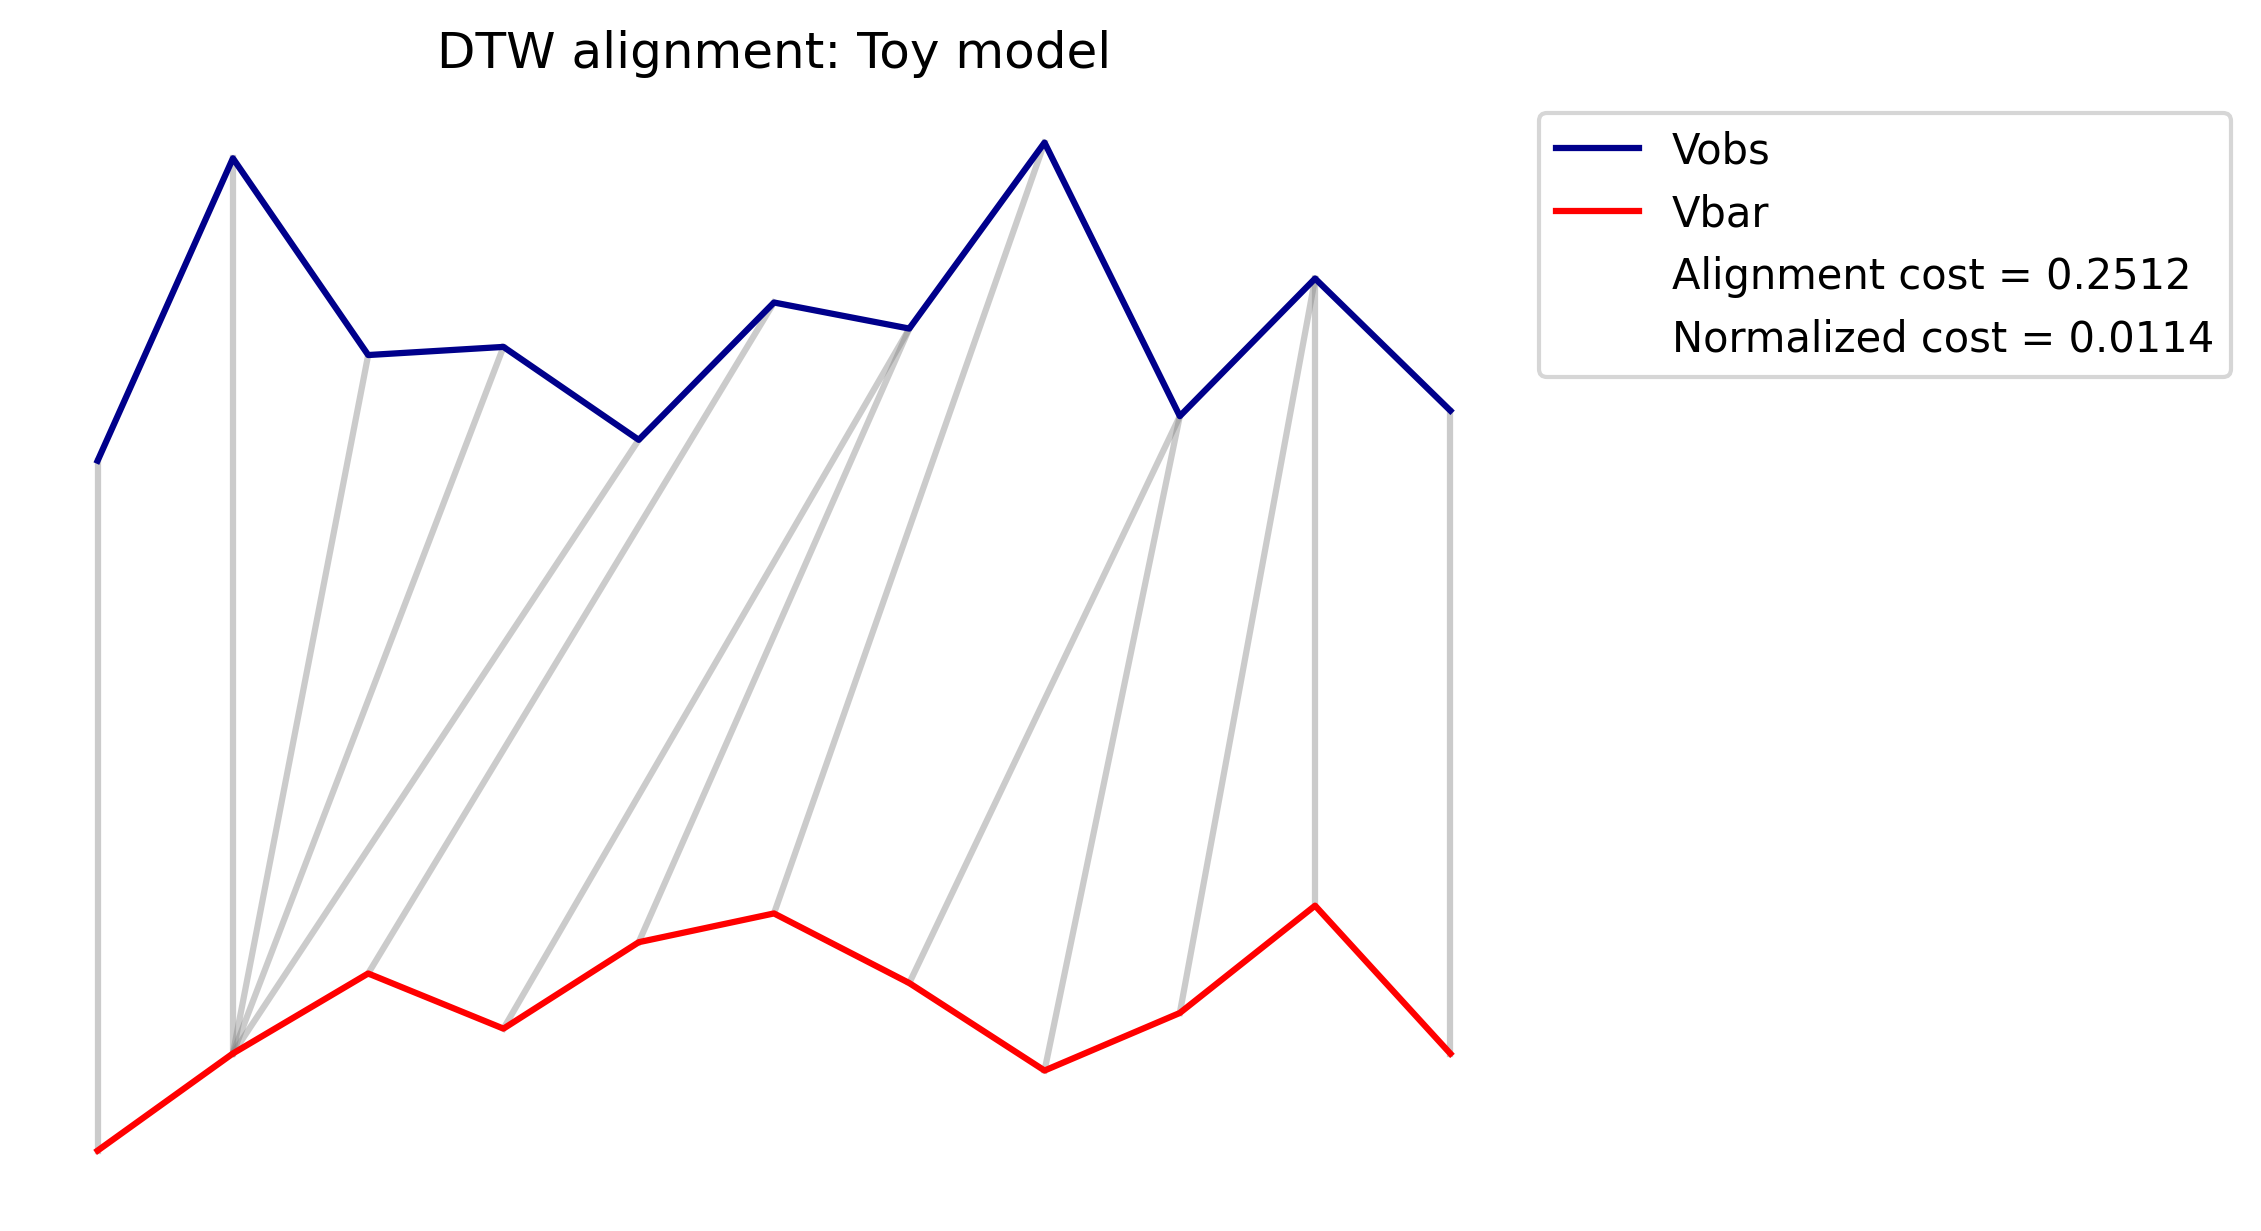 DTW alignment: Toy model
Vobs
Vbar
Alignment cost = 0.2512
Normalized cost = 0.0114